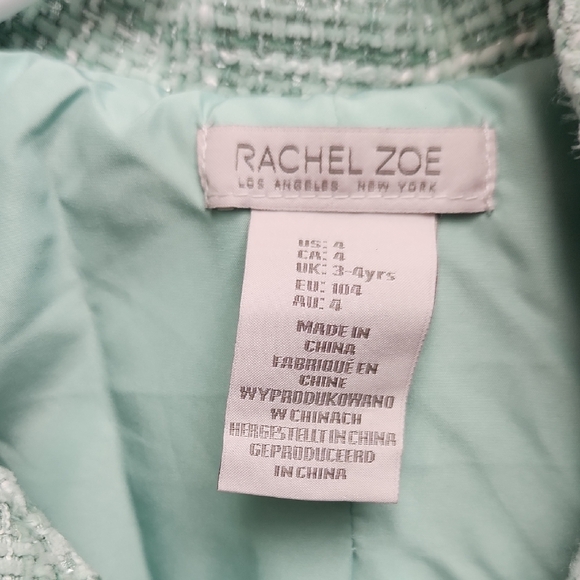 RACHEL ZOE
LOS ANGELES NEW YORK
US: 4
CA: 4
UK: 3-4yrs
EU: 104
AU: 4
MADE IN
CHINA
FABRIQUÉ EN
CHINE
WYPRODUKOWANO
W CHINACH
HERGESTELLT IN CHINA
GEPRODUCEERD
IN CHINA